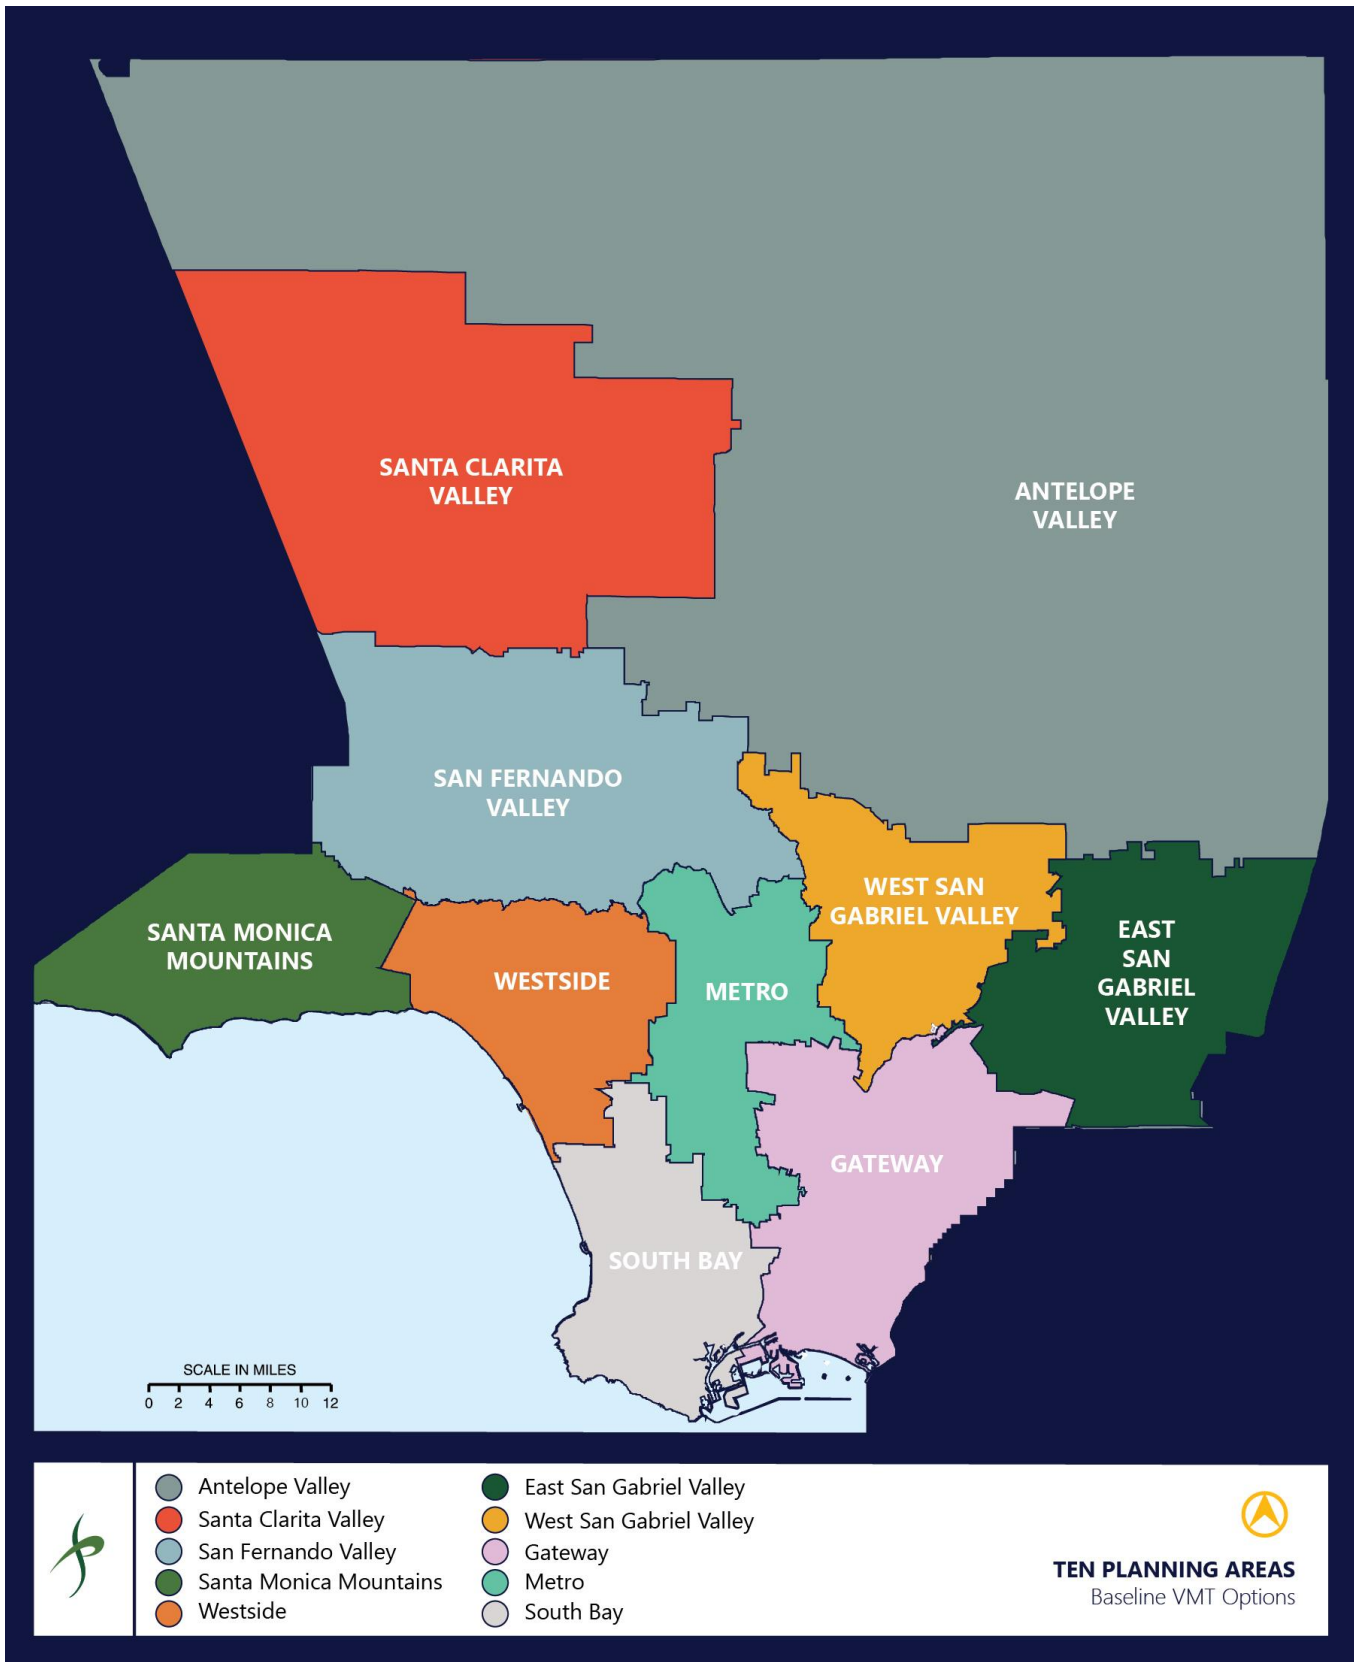 SANTA CLARITA
VALLEY
ANTELOPE
VALLEY
SAN FERNANDO
VALLEY
WEST SAN
GABRIEL VALLEY
SANTA MONICA
MOUNTAINS
EAST
SAN
GABRIEL
VALLEY
WESTSIDE
METRO
GATEWAY
SOUTH BAY
SCALE IN MILES
0 2 4 6 8 10 12
Antelope Valley
Santa Clarita Valley
San Fernando Valley
Santa Monica Mountains
Westside
East San Gabriel Valley
West San Gabriel Valley
Gateway
Metro
South Bay
TEN PLANNING AREAS
Baseline VMT Options